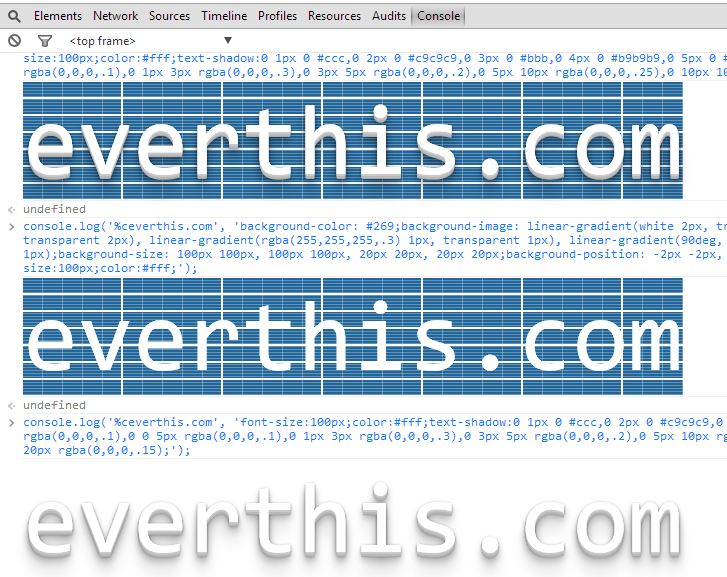 Elements Network Sources Timeline Profiles Resources Audits Console
<top frame>
size:100px;color:#fff;text-shadow:0 1px 0 #ccc,0 2px 0 #c9c9c9,0 3px 0 #bbb,0 4px 0 #b9b9b9,0 5px 0 #
rgba(0,0,0,.1),0 1px 3px rgba(0,0,0,.3),0 3px 5px rgba(0,0,0,.2),0 5px 10px rgba(0,0,0,.25),0 10px 10
everthis.com
undefined
console.log('%ceverthis.com', 'background-color: #269;background-image: linear-gradient(white 2px, tr
transparent 2px), linear-gradient(rgba(255,255,255,.3) 1px, transparent 1px), linear-gradient(90deg,
1px);background-size: 100px 100px, 100px 100px, 20px 20px, 20px 20px;background-position: -2px -2px,
size:100px;color:#fff;');
everthis.com
undefined
console.log('%ceverthis.com', 'font-size:100px;color:#fff;text-shadow:0 1px 0 #ccc,0 2px 0 #c9c9c9,0
rgba(0,0,0,.1),0 0 5px rgba(0,0,0,.1),0 1px 3px rgba(0,0,0,.3),0 3px 5px rgba(0,0,0,.2),0 5px 10px rg
20px rgba(0,0,0,.15);');
everthis.com